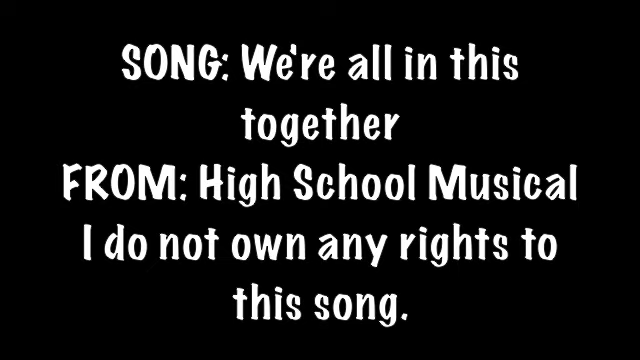 SONG: We're all in this
together
FROM: High School Musical
I do not own any rights to
this song.